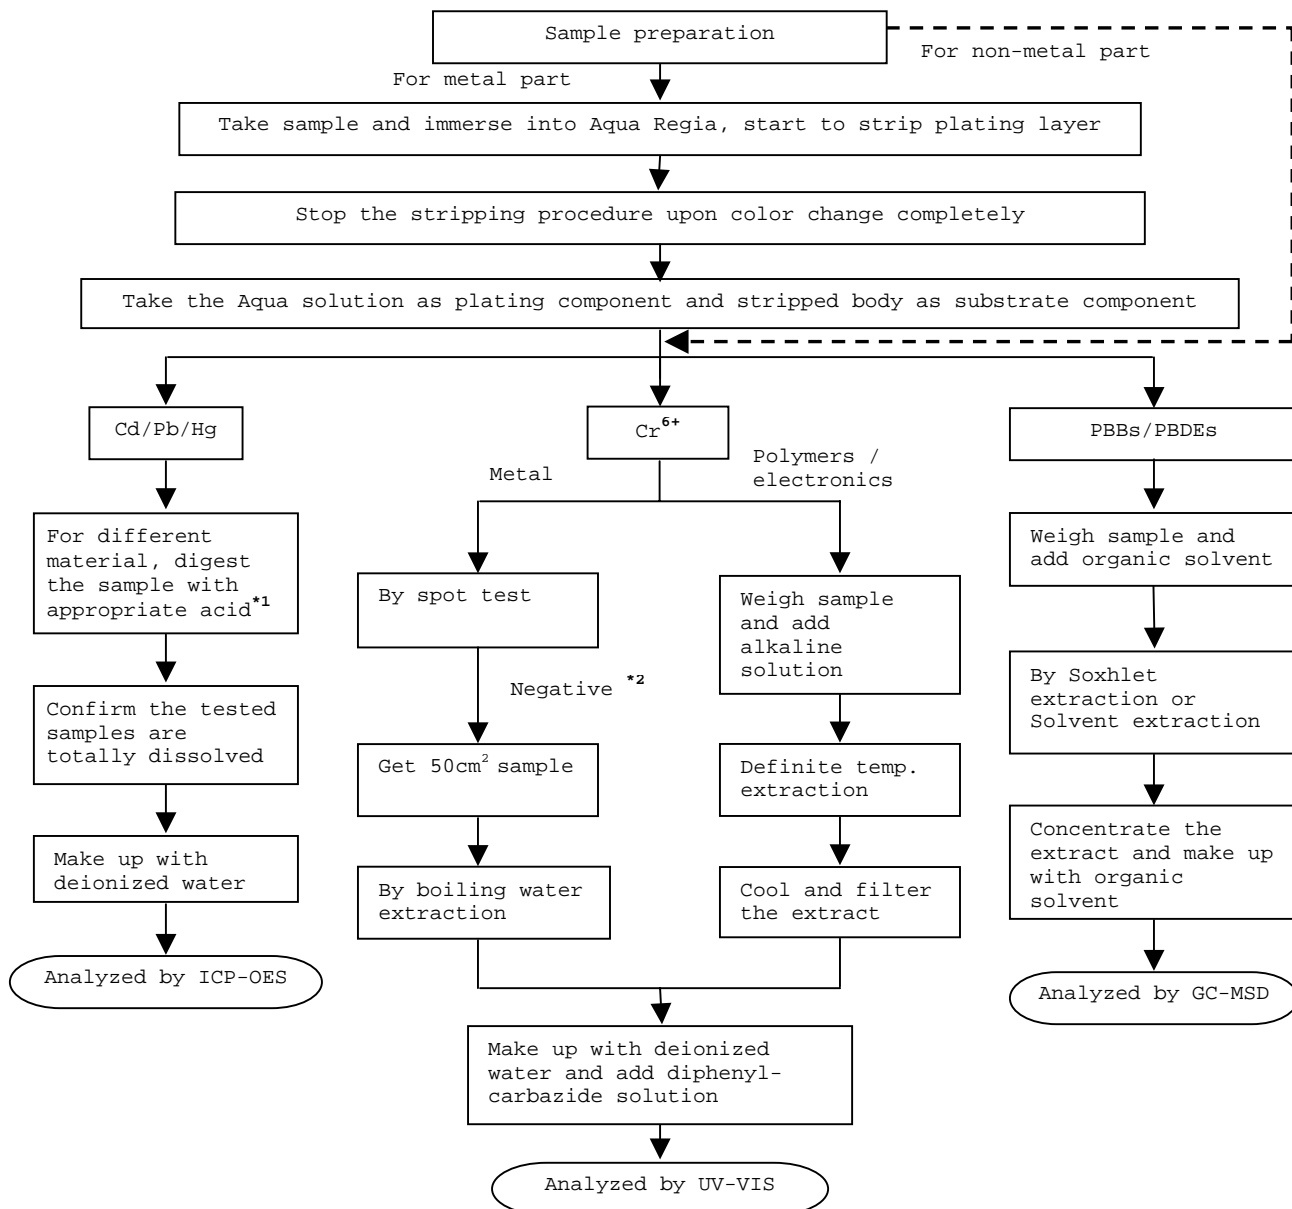 Sample preparation
For non-metal part
For metal part
Take sample and immerse into Aqua Regia, start to strip plating layer
Stop the stripping procedure upon color change completely
Take the Aqua solution as plating component and stripped body as substrate component
Cd/Pb/Hg
Cr⁶⁺
PBBs/PBDEs
Metal
Polymers /
electronics
For different
material, digest
the sample with
appropriate acid*1
Confirm the tested
samples are
totally dissolved
Make up with
deionized water
Analyzed by ICP-OES
By spot test
Negative *2
Get 50cm² sample
By boiling water
extraction
Weigh sample
and add
alkaline
solution
Definite temp.
extraction
Cool and filter
the extract
Make up with deionized
water and add diphenyl-
carbazide solution
Analyzed by UV-VIS
Weigh sample and
add organic solvent
By Soxhlet
extraction or
Solvent extraction
Concentrate the
extract and make up
with organic
solvent
Analyzed by GC-MSD